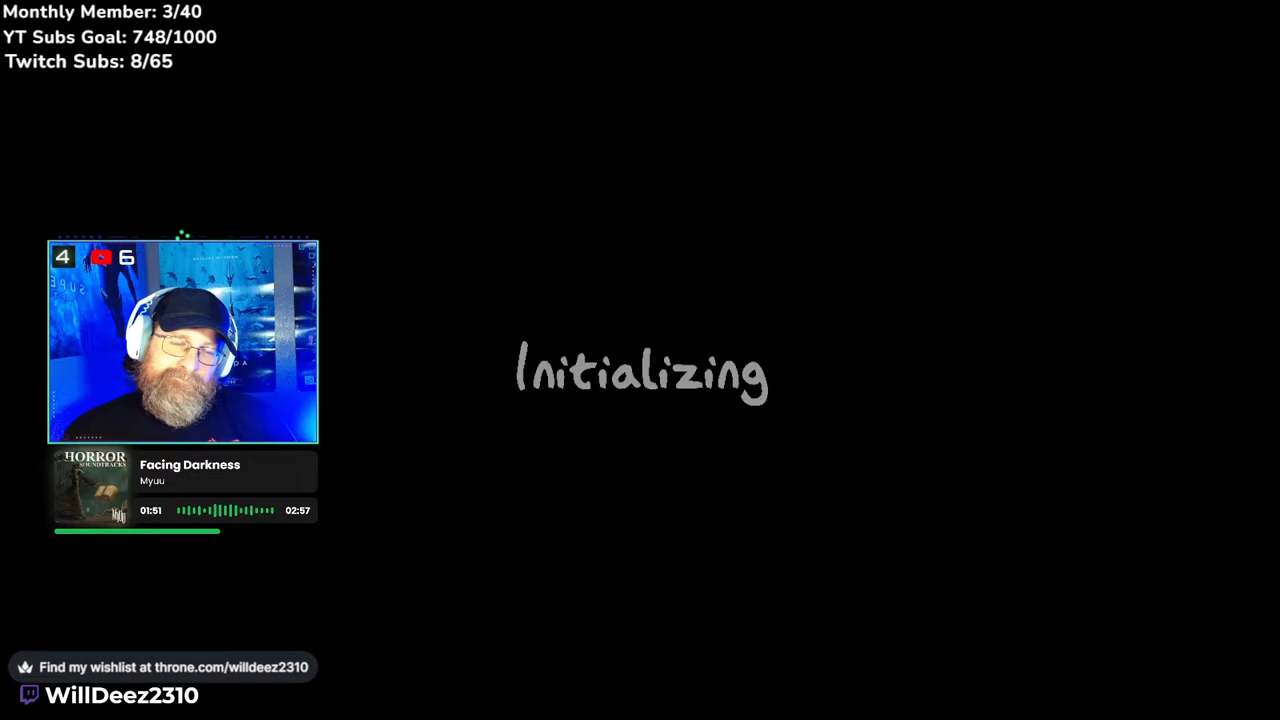 Monthly Member: 3/40
YT Subs Goal: 748/1000
Twitch Subs: 8/65
4 6
Initializing
HORROR
SOUNDTRACKS
Facing Darkness
Myuu
01:51 02:57
Find my wishlist at throne.com/willdeez2310
WillDeez2310